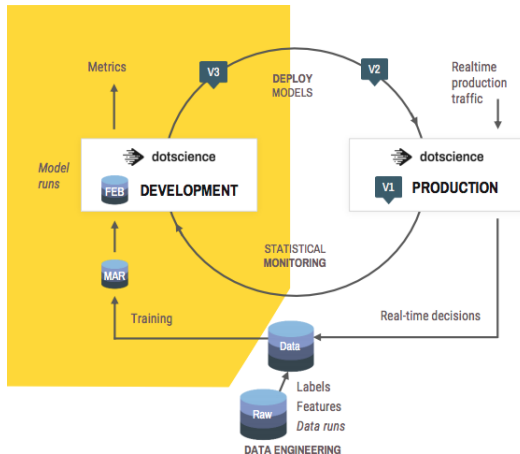 V3
V2
Metrics
DEPLOY
MODELS
Realtime
production
traffic
Model
runs
dotscience
FEB
DEVELOPMENT
dotscience
V1
PRODUCTION
STATISTICAL
MONITORING
MAR
Training
Real-time decisions
Data
Labels
Features
Data runs
Raw
DATA ENGINEERING